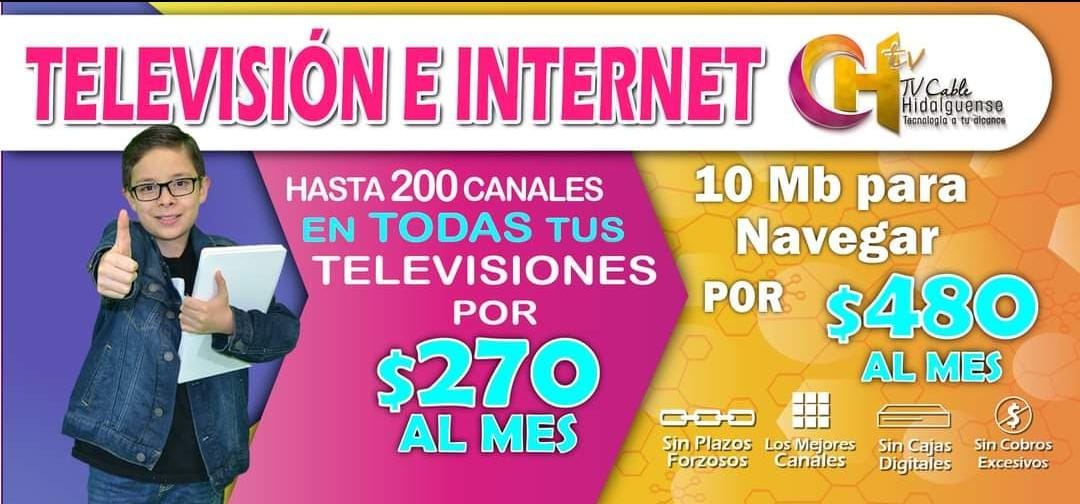 TELEVISIÓN E INTERNET
tv
TV Cable
Hidalguense
Tecnología a tu alcance
HASTA 200 CANALES
EN TODAS TUS
TELEVISIONES
POR
$270
AL MES
10 Mb para
Navegar
POR $480
AL MES
Sin Plazos
Forzosos
Los Mejores
Canales
Sin Cajas
Digitales
Sin Cobros
Excesivos